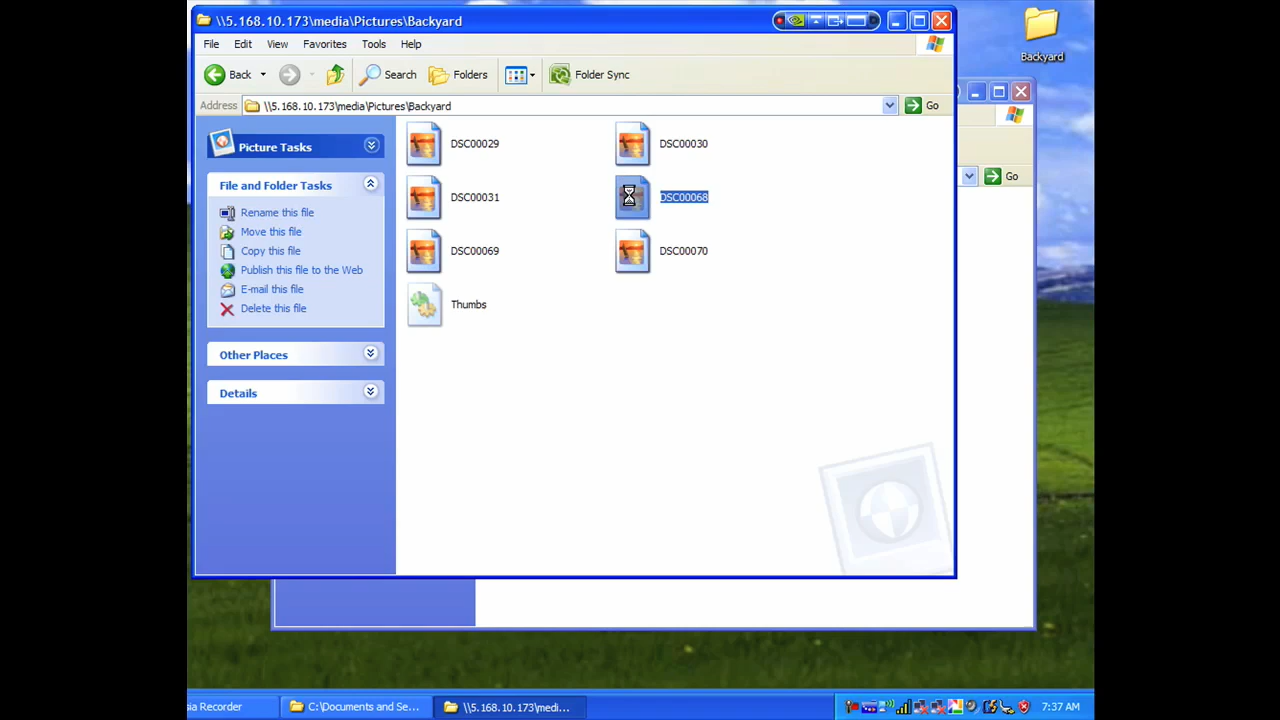 \\5.168.10.173\media\Pictures\Backyard
File Edit View Favorites Tools Help
Back Search Folders Folder Sync
Address \\5.168.10.173\media\Pictures\Backyard Go
Picture Tasks
File and Folder Tasks
Rename this file
Move this file
Copy this file
Publish this file to the Web
E-mail this file
Delete this file
Other Places
Details
DSC00029 DSC00030
DSC00031 DSC00068
DSC00069 DSC00070
Thumbs
Backyard
Go
sia Recorder C:\Documents and Se... \\5.168.10.173\medi... 7:37 AM